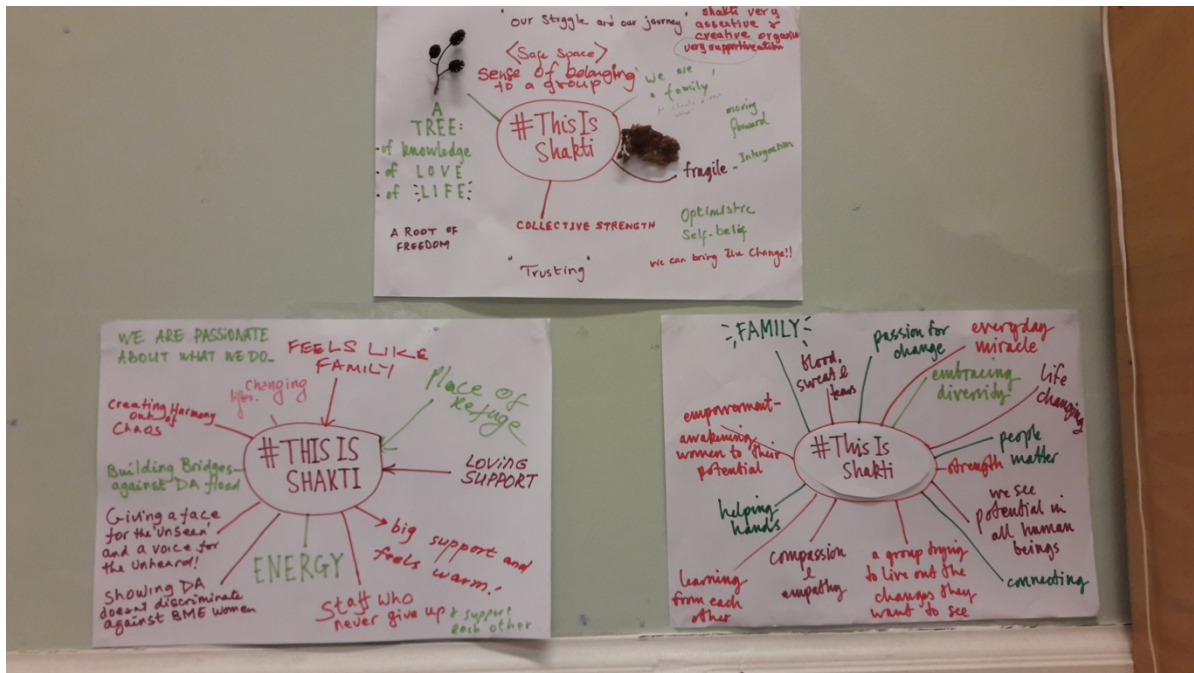 "Our Struggle and our journey"
Shakti very
assertive &
creative organis
very supportive
<Safe Space>
sense of belonging
to a group
We are
a family
A
TREE:
- of knowledge
- of LOVE
- of LIFE
#This Is
Shakti
moving
forward
fragile - Integration
A ROOT OF
FREEDOM
COLLECTIVE STRENGTH
Optimistic
Self-belief
We can bring the Change!!
"Trusting"
WE ARE PASSIONATE
ABOUT WHAT WE DO_
FEELS LIKE
FAMILY
Changing
lifes.
Place of
Refuge
Creating Harmony
out of
Chaos
#THIS IS
SHAKTI
LOVING
SUPPORT
Building Bridges
against DA flood
Giving a face
for the 'Unseen'
and a voice for
the Unheard!
big support and
feels warm!
ENERGY
Showing DA
doesnt discriminate
against BME Women
Staff who
never give up & support
each other
FAMILY
blood,
sweat &
tears
passion for
change
everyday
miracle
embracing
diversity
life
changing
empowerment-
awakening
women to their
potential
#This Is
Shakti
people
matter
strength
we see
potential in
all human
beings
helping-
hands
compassion
&
empathy
a group trying
to live out the
changes they
want to see
connecting
learning
from each
other